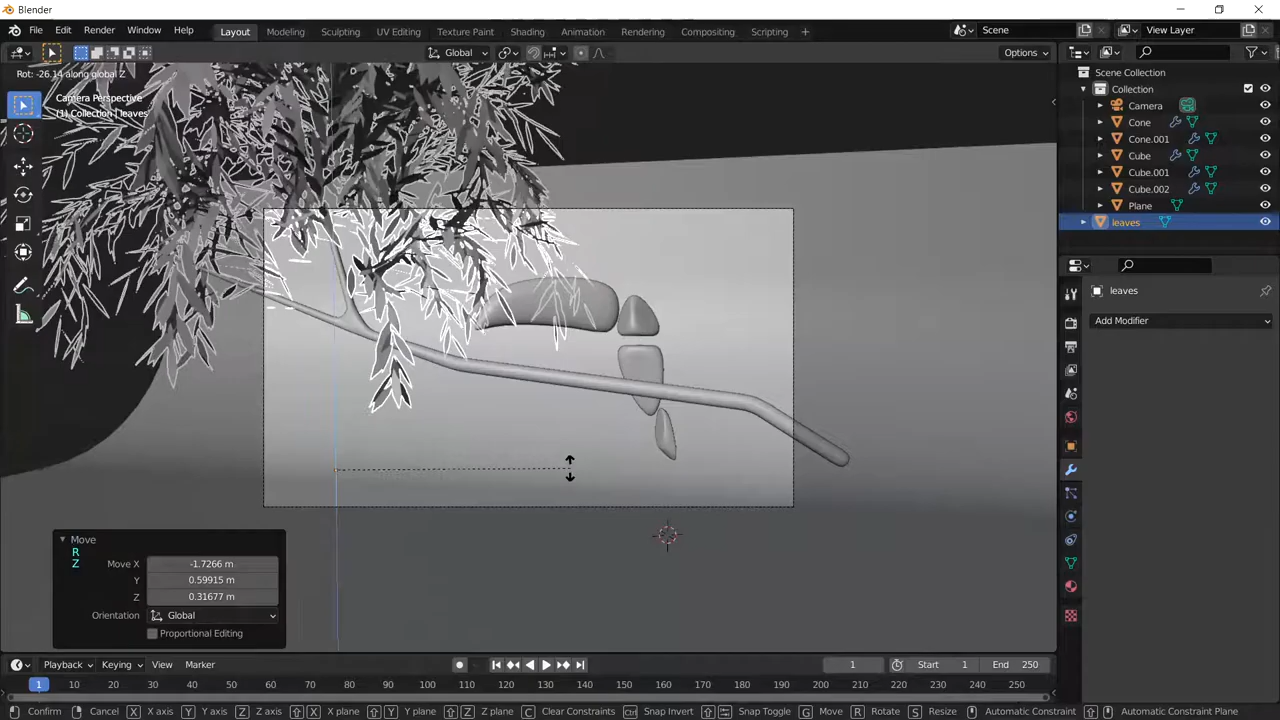 Blender
File Edit Render Window Help Layout Modeling Sculpting UV Editing Texture Paint Shading Animation Rendering Compositing Scripting + Scene View Layer
Global Options
Rot: -26.14 along global Z
Camera Perspective
(1) Collection | leaves
Scene Collection
Collection
Camera
Cone
Cone.001
Cube
Cube.001
Cube.002
Plane
leaves
leaves
Add Modifier
Move
R
Z
Move X -1.7266 m
Y 0.59915 m
Z 0.31677 m
Orientation Global
Proportional Editing
Playback Keying View Marker 1 Start 1 End 250
1 10 20 30 40 50 60 70 80 90 100 110 120 130 140 150 160 170 180 190 200 210 220 230 240 250
Confirm Cancel X X axis Y Y axis Z Z axis X X plane Y Y plane Z Z plane C Clear Constraints Ctrl Snap Invert Snap Toggle G Move R Rotate S Resize Automatic Constraint Automatic Constraint Plane